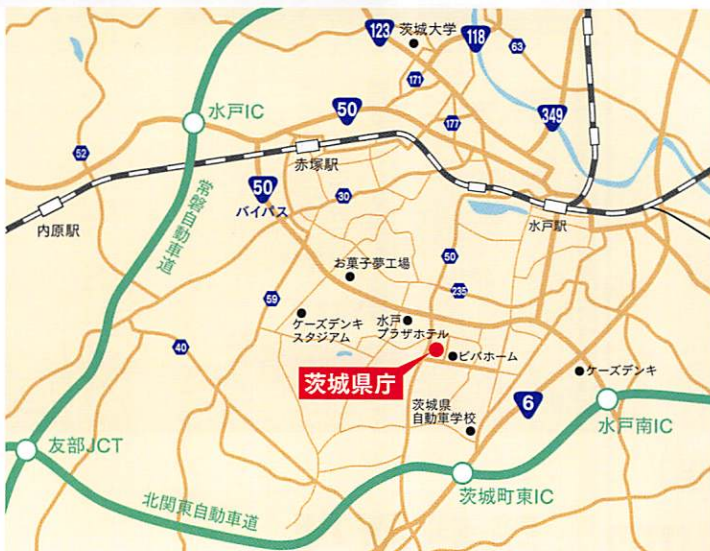 123
茨城大学
118
63
171
50
349
水戸IC
177
52
赤塚駅
50
バイパス
30
内原駅
常磐自動車道
水戸駅
50
お菓子夢工場
235
59
ケーズデンキ
スタジアム
水戸
プラザホテル
40
ビバホーム
茨城県庁
ケーズデンキ
6
茨城県
自動車学校
水戸南IC
友部JCT
茨城町東IC
北関東自動車道